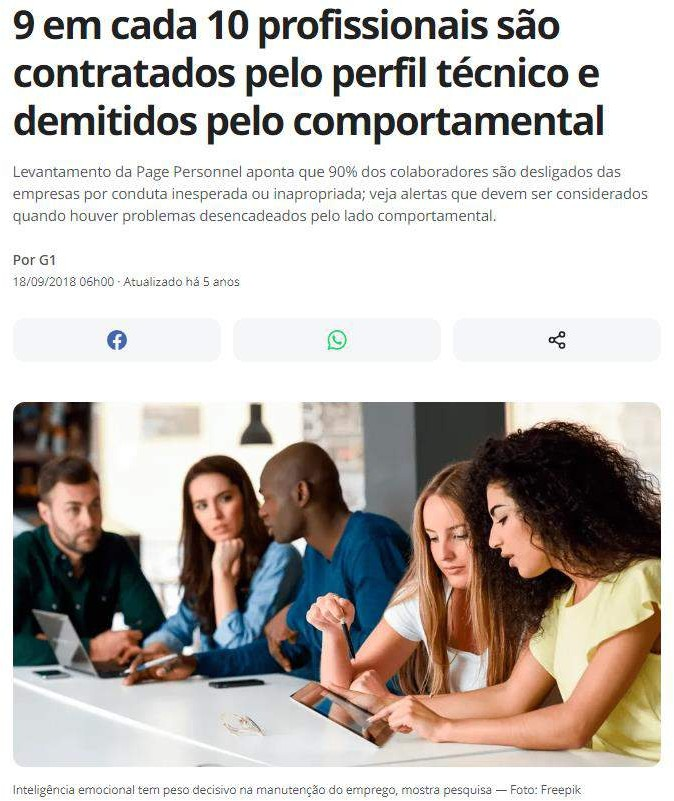 9 em cada 10 profissionais são
contratados pelo perfil técnico e
demitidos pelo comportamental
Levantamento da Page Personnel aponta que 90% dos colaboradores são desligados das
empresas por conduta inesperada ou inapropriada; veja alertas que devem ser considerados
quando houver problemas desencadeados pelo lado comportamental.
Por G1
18/09/2018 06h00 · Atualizado há 5 anos
Inteligência emocional tem peso decisivo na manutenção do emprego, mostra pesquisa — Foto: Freepik